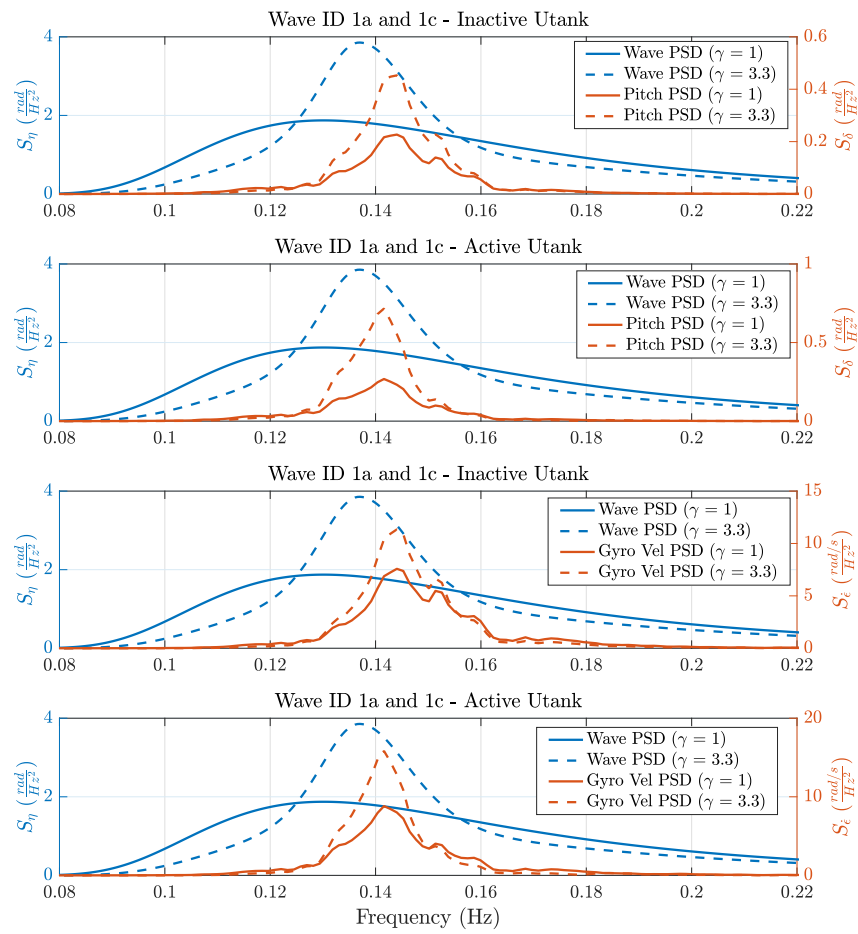 Wave ID 1a and 1c - Inactive Utank
4
2
0
S_η (rad/Hz²)
0.6
0.4
0.2
0
S_δ (rad/Hz²)
Wave PSD (γ = 1)
Wave PSD (γ = 3.3)
Pitch PSD (γ = 1)
Pitch PSD (γ = 3.3)
0.08 0.1 0.12 0.14 0.16 0.18 0.2 0.22
Wave ID 1a and 1c - Active Utank
4
2
0
S_η (rad/Hz²)
1
0.5
0
S_δ (rad/Hz²)
Wave PSD (γ = 1)
Wave PSD (γ = 3.3)
Pitch PSD (γ = 1)
Pitch PSD (γ = 3.3)
0.08 0.1 0.12 0.14 0.16 0.18 0.2 0.22
Wave ID 1a and 1c - Inactive Utank
4
2
0
S_η (rad/Hz²)
15
10
5
0
S_ε̇ (rad/s/Hz²)
Wave PSD (γ = 1)
Wave PSD (γ = 3.3)
Gyro Vel PSD (γ = 1)
Gyro Vel PSD (γ = 3.3)
0.08 0.1 0.12 0.14 0.16 0.18 0.2 0.22
Wave ID 1a and 1c - Active Utank
4
2
0
S_η (rad/Hz²)
20
10
0
S_ε̇ (rad/s/Hz²)
Wave PSD (γ = 1)
Wave PSD (γ = 3.3)
Gyro Vel PSD (γ = 1)
Gyro Vel PSD (γ = 3.3)
0.08 0.1 0.12 0.14 0.16 0.18 0.2 0.22
Frequency (Hz)